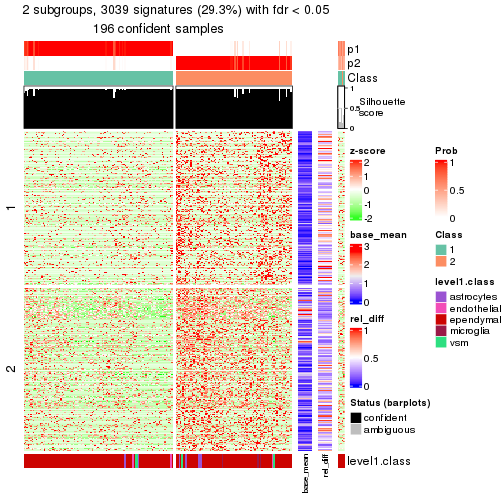 2 subgroups, 3039 signatures (29.3%) with fdr < 0.05
196 confident samples
p1
p2
Class
1
0.5
0
Silhouette
score
1
2
z-score
2
1
0
-1
-2
base_mean
3
2
1
0
rel_diff
1
0.5
0
Status (barplots)
confident
ambiguous
Prob
1
0.5
0
Class
1
2
level1.class
astrocytes
endothelial
ependymal
microglia
vsm
base_mean
rel_diff
level1.class